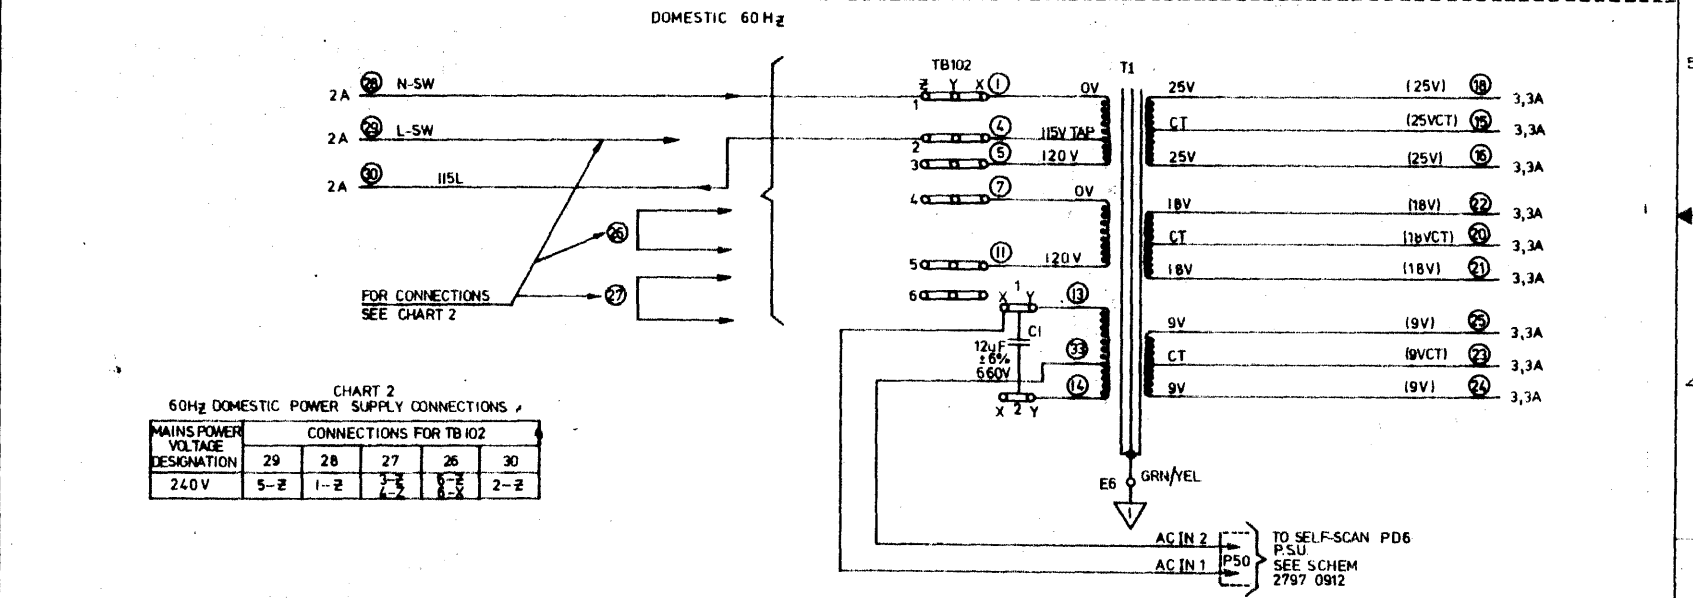 DOMESTIC 60Hz
TB102
T1
2A 28 N-SW
Z Y X 1
1
0V
25V (25V) 18 3,3A
2A 29 L-SW
4
2
115V TAP
CT (25VCT) 15 3,3A
3 5 120V
25V (25V) 16 3,3A
2A 30 115L
4 7 0V
18V (18V) 22 3,3A
26
CT (18VCT) 20 3,3A
5 11 120V
18V (18V) 21 3,3A
27
6
FOR CONNECTIONS
SEE CHART 2
X 1 Y 13
C1
12uF
±6%
660V
33
14
X 2 Y
9V (9V) 25 3,3A
CT (9VCT) 23 3,3A
9V (9V) 24 3,3A
CHART 2
60Hz DOMESTIC POWER SUPPLY CONNECTIONS
MAINS POWER VOLTAGE DESIGNATION
CONNECTIONS FOR TB102
29 28 27 26 30
240V 5-Z 1-Z 3-Z 6-Z 2-Z
4-Z 6-X
E6 GRN/YEL
1
AC IN 2
AC IN 1
P50
TO SELF-SCAN PD6
P.S.U.
SEE SCHEM
2797 0912